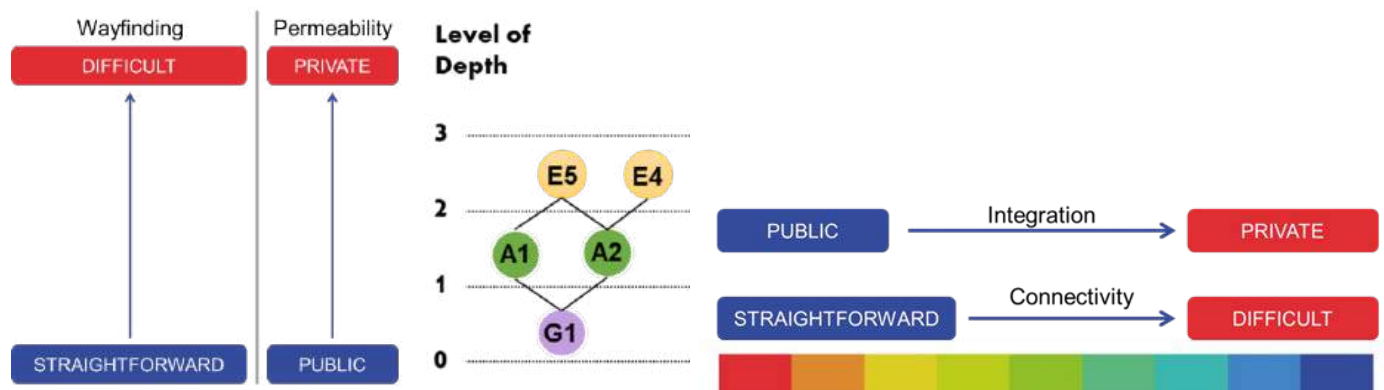 Wayfinding
DIFFICULT
STRAIGHTFORWARD
Permeability
PRIVATE
PUBLIC
Level of
Depth
3
E5 E4
2
A1 A2
1
G1
0
PUBLIC Integration PRIVATE
STRAIGHTFORWARD Connectivity DIFFICULT